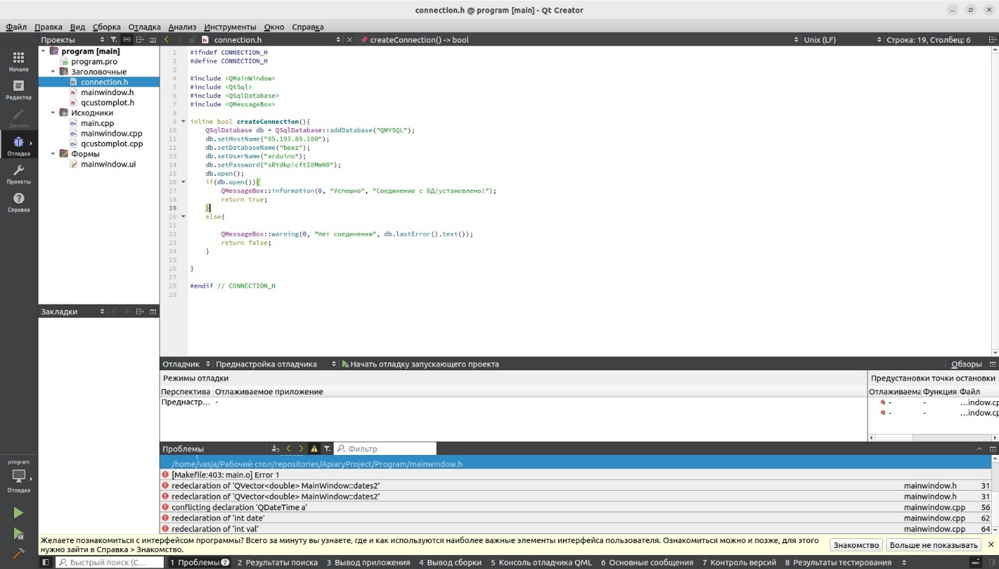 connection.h @ program [main] - Qt Creator
Файл Правка Вид Сборка Отладка Анализ Инструменты Окно Справка
Проекты
connection.h
createConnection() -> bool
Unix (LF)
Строка: 19, Столбец: 6
Начало
Редактор
Дизайн
Отладка
Проекты
Справка
program [main]
program.pro
Заголовочные
connection.h
mainwindow.h
qcustomplot.h
Исходники
main.cpp
mainwindow.cpp
qcustomplot.cpp
Формы
mainwindow.ui
Закладки
1 #ifndef CONNECTION_H
2 #define CONNECTION_H
3
4 #include <QMainWindow>
5 #include <QtSql>
6 #include <QSqlDatabase>
7 #include <QMessageBox>
8
9 inline bool createConnection(){
10 QSqlDatabase db = QSqlDatabase::addDatabase("QMYSQL");
11 db.setHostName("85.193.89.100");
12 db.setDatabaseName("beez");
13 db.setUserName("arduino");
14 db.setPassword("sRYdkp!cftI8MmN8");
15 db.open();
16 if(db.open()){
17 QMessageBox::information(0, "Успешно", "Соединение с БД/установлено!");
18 return true;
19 }
20 else{
21
22 QMessageBox::warning(0, "Нет соединения", db.lastError().text());
23 return false;
24 }
25
26 }
27
28 #endif // CONNECTION_H
29
Отладчик Преднастройка отладчика Начать отладку запускающего проекта Обзоры
Режимы отладки
Перспектива Отлаживаемое приложение
Преднастр... -
Предустановки точки остановки
Отлаживаема Функция Файл
- - ...indow.cp
- - ...indow.cp
Проблемы
Фильтр
/home/vasja/Рабочий стол/repositories/ApiaryProject/Program/mainwindow.h
[Makefile:403: main.o] Error 1
redeclaration of ‘QVector<double> MainWindow::dates2’ mainwindow.h 31
redeclaration of ‘QVector<double> MainWindow::dates2’ mainwindow.h 31
conflicting declaration ‘QDateTime a’ mainwindow.cpp 56
redeclaration of ‘int date’ mainwindow.cpp 62
redeclaration of ‘int val’ mainwindow.cpp 64
program
Отладка
Желаете познакомиться с интерфейсом программы? Всего за минуту вы узнаете, где и как используются наиболее важные элементы интерфейса пользователя. Ознакомиться можно и позже, для этого
нужно зайти в Справка > Знакомство.
Знакомство
Больше не показывать
Быстрый поиск (C...
1 Проблемы 7 2 Результаты поиска 3 Вывод приложения 4 Вывод сборки 5 Консоль отладчика QML 6 Основные сообщения 7 Контроль версий 8 Результаты тестирования